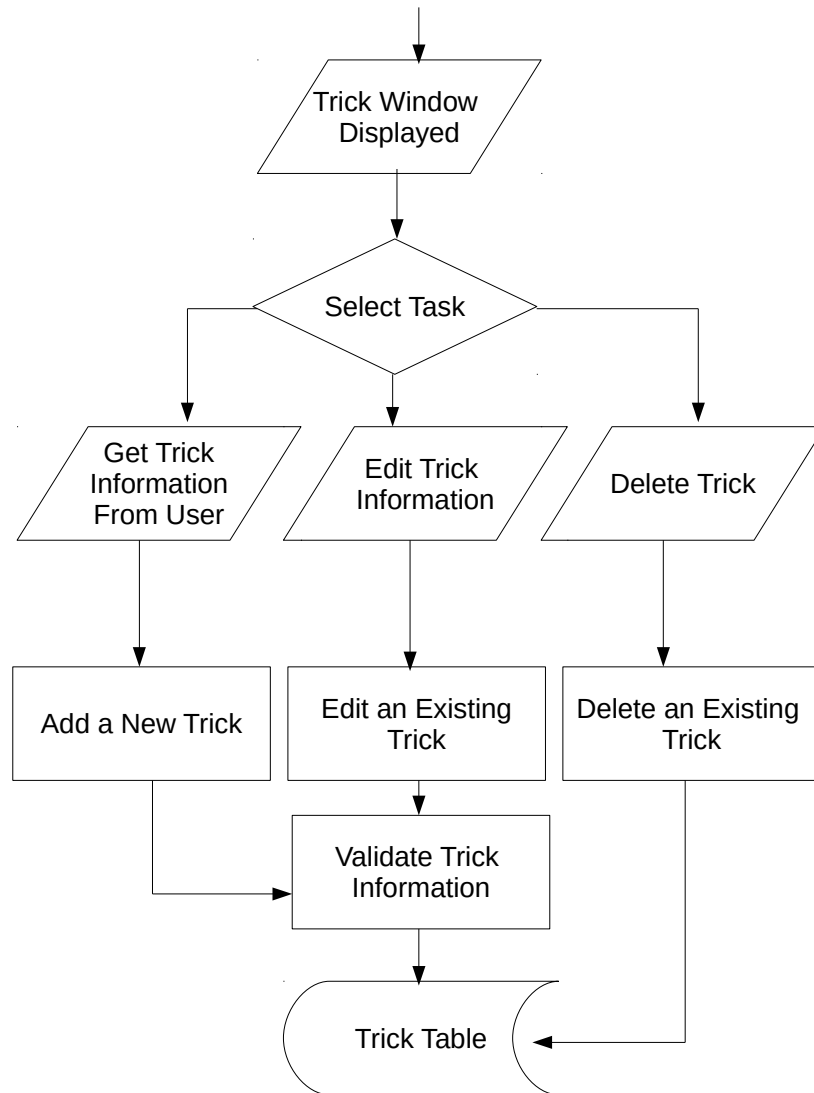 Trick Window
Displayed
Select Task
Get Trick
Information
From User
Edit Trick
Information
Delete Trick
Add a New Trick
Edit an Existing
Trick
Delete an Existing
Trick
Validate Trick
Information
Trick Table